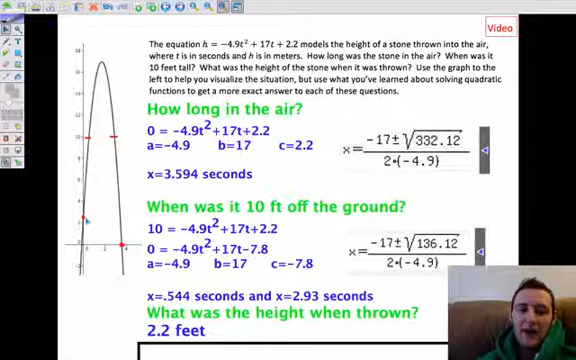 Video
The equation h = −4.9t² + 17t + 2.2 models the height of a stone thrown into the air,
where t is in seconds and h is in meters. How long was the stone in the air? When was it
10 feet tall? What was the height of the stone when it was thrown? Use the graph to the
left to help you visualize the situation, but use what you've learned about solving quadratic
functions to get a more exact answer to each of these questions.
How long in the air?
0 = −4.9t²+17t+2.2
a=−4.9 b=17 c=2.2
x=(−17±√332.12)/(2*(−4.9))
x=3.594 seconds
When was it 10 ft off the ground?
10 = −4.9t²+17t+2.2
0 = −4.9t²+17t−7.8
a=−4.9 b=17 c=−7.8
x=(−17±√136.12)/(2*(−4.9))
x=.544 seconds and x=2.93 seconds
What was the height when thrown?
2.2 feet